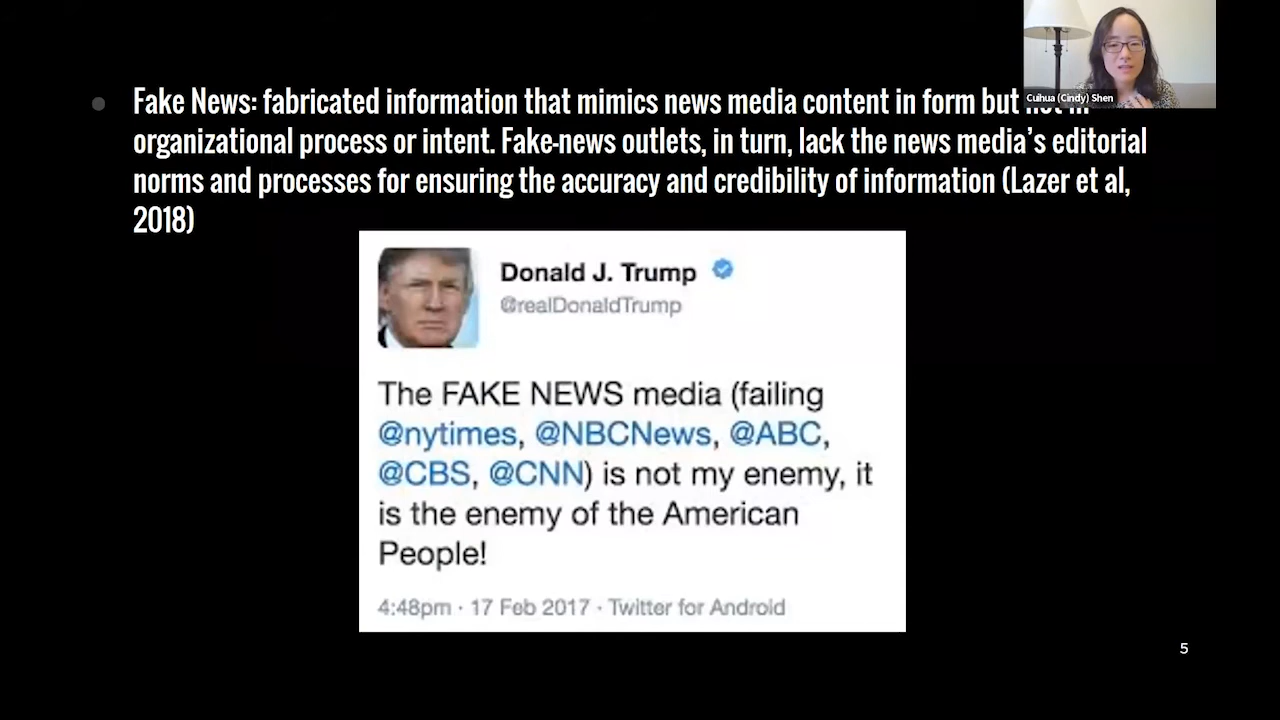 Fake News: fabricated information that mimics news media content in form but
organizational process or intent. Fake-news outlets, in turn, lack the news media’s editorial
norms and processes for ensuring the accuracy and credibility of information (Lazer et al,
2018)
Cuihua (Cindy) Shen
Donald J. Trump
@realDonaldTrump
The FAKE NEWS media (failing
@nytimes, @NBCNews, @ABC,
@CBS, @CNN) is not my enemy, it
is the enemy of the American
People!
4:48pm · 17 Feb 2017 · Twitter for Android
5